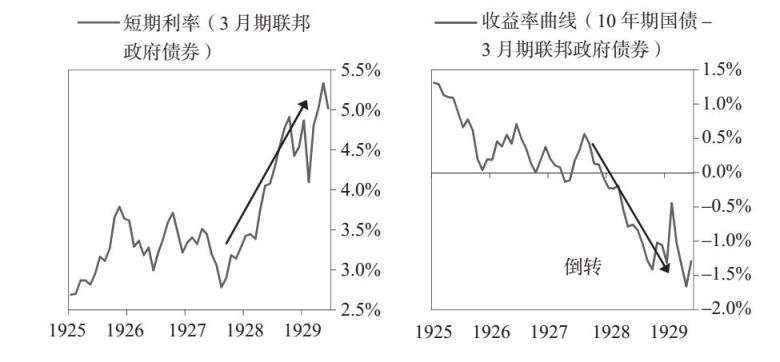 短期利率（3 月期联邦
政府债券）
5.5%
5.0%
4.5%
4.0%
3.5%
3.0%
2.5%
1925 1926 1927 1928 1929
收益率曲线（10 年期国债 –
3 月期联邦政府债券）
1.5%
1.0%
0.5%
0.0%
–0.5%
–1.0%
–1.5%
–2.0%
倒转
1925 1926 1927 1928 1929